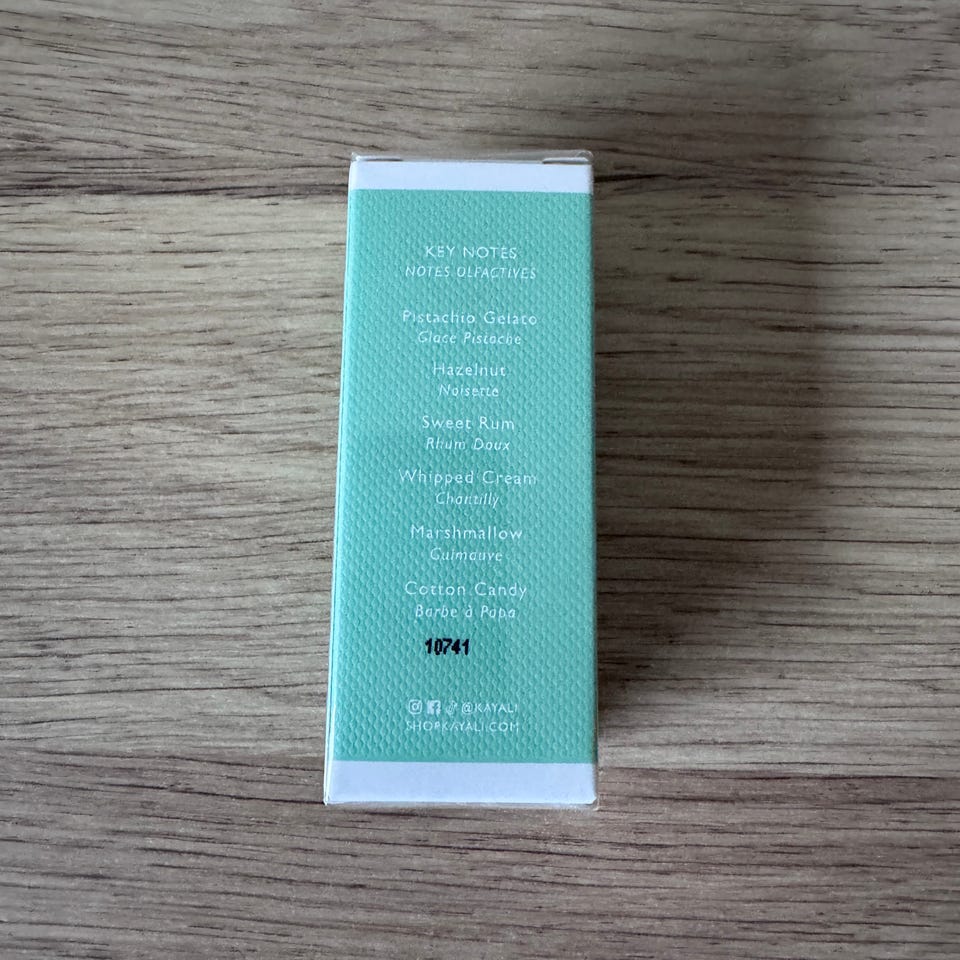 KEY NOTES
NOTES OLFACTIVES
Pistachio Gelato
Glace Pistache
Hazelnut
Noisette
Sweet Rum
Rhum Doux
Whipped Cream
Chantilly
Marshmallow
Guimauve
Cotton Candy
Barbe à Papa
10741
@KAYALI
SHOPKAYALI.COM